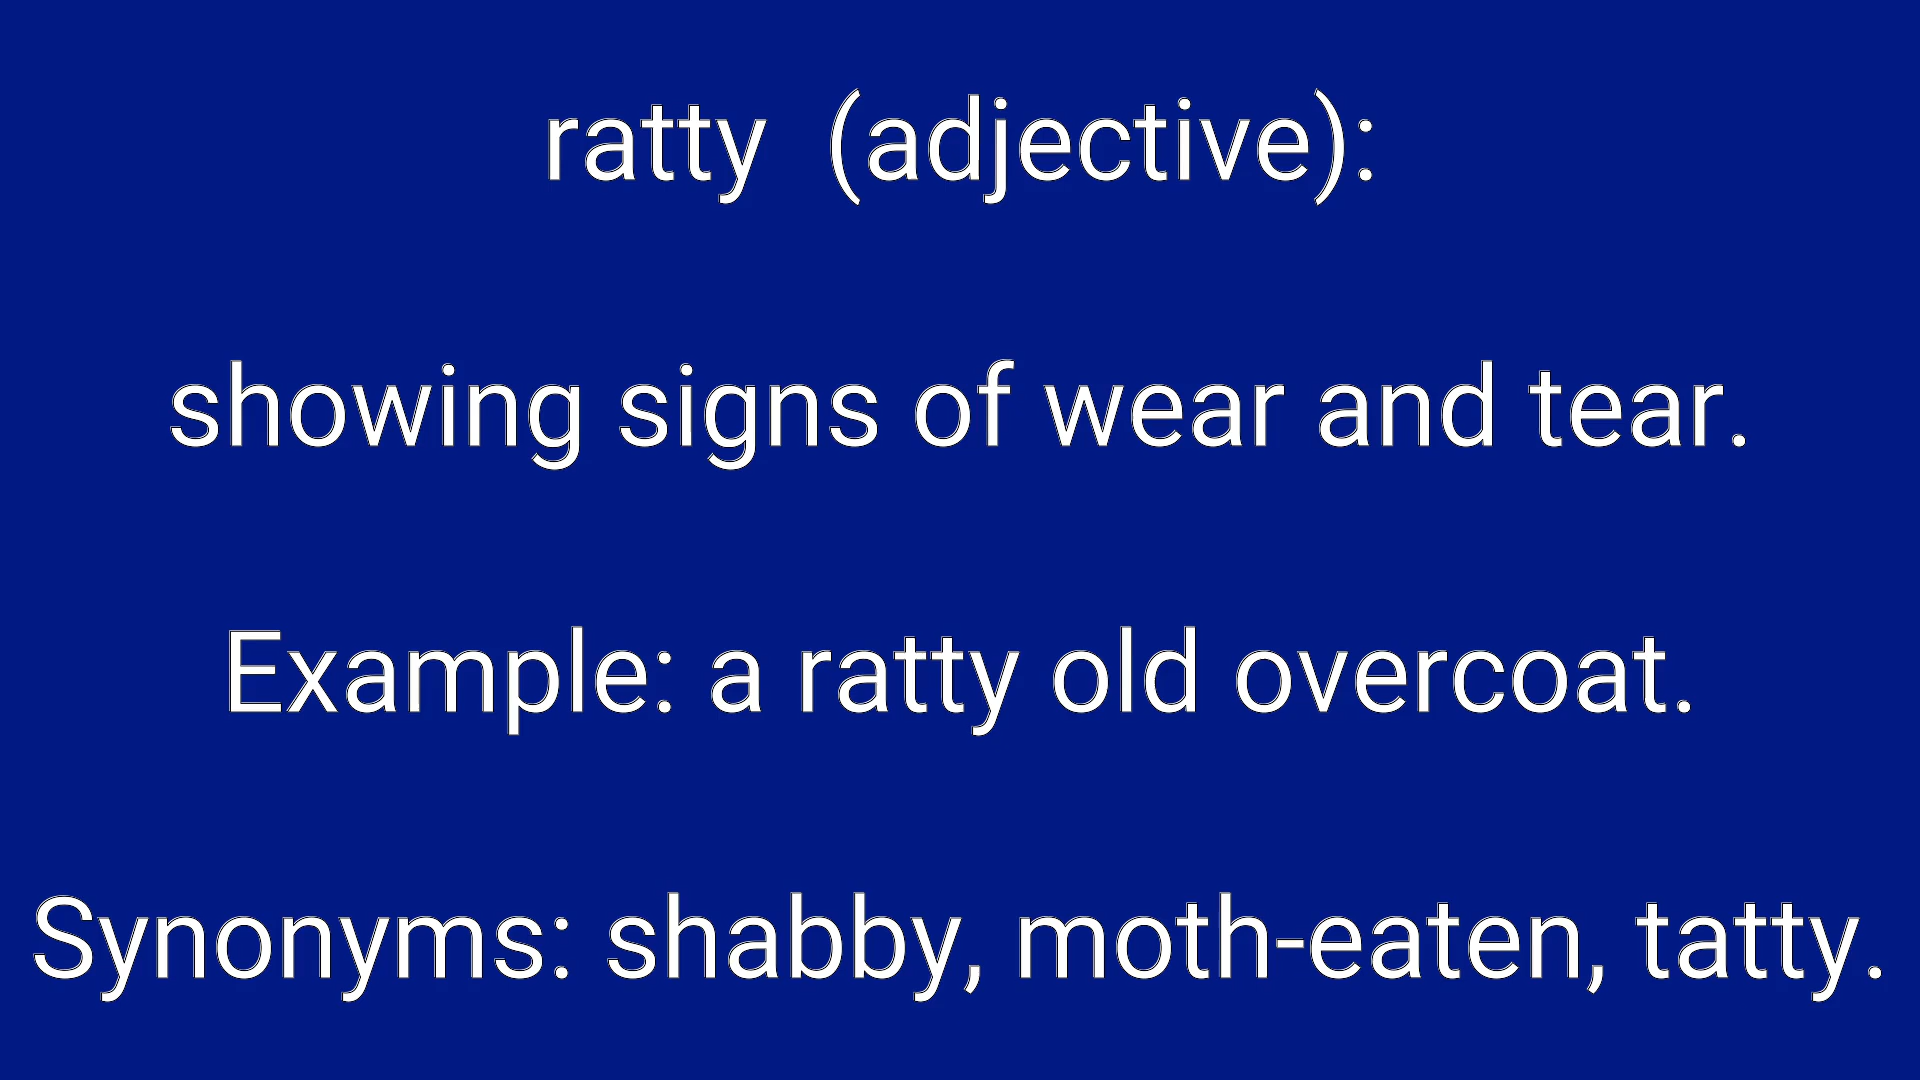 ratty  (adjective):
showing signs of wear and tear.
Example: a ratty old overcoat.
Synonyms: shabby, moth-eaten, tatty.